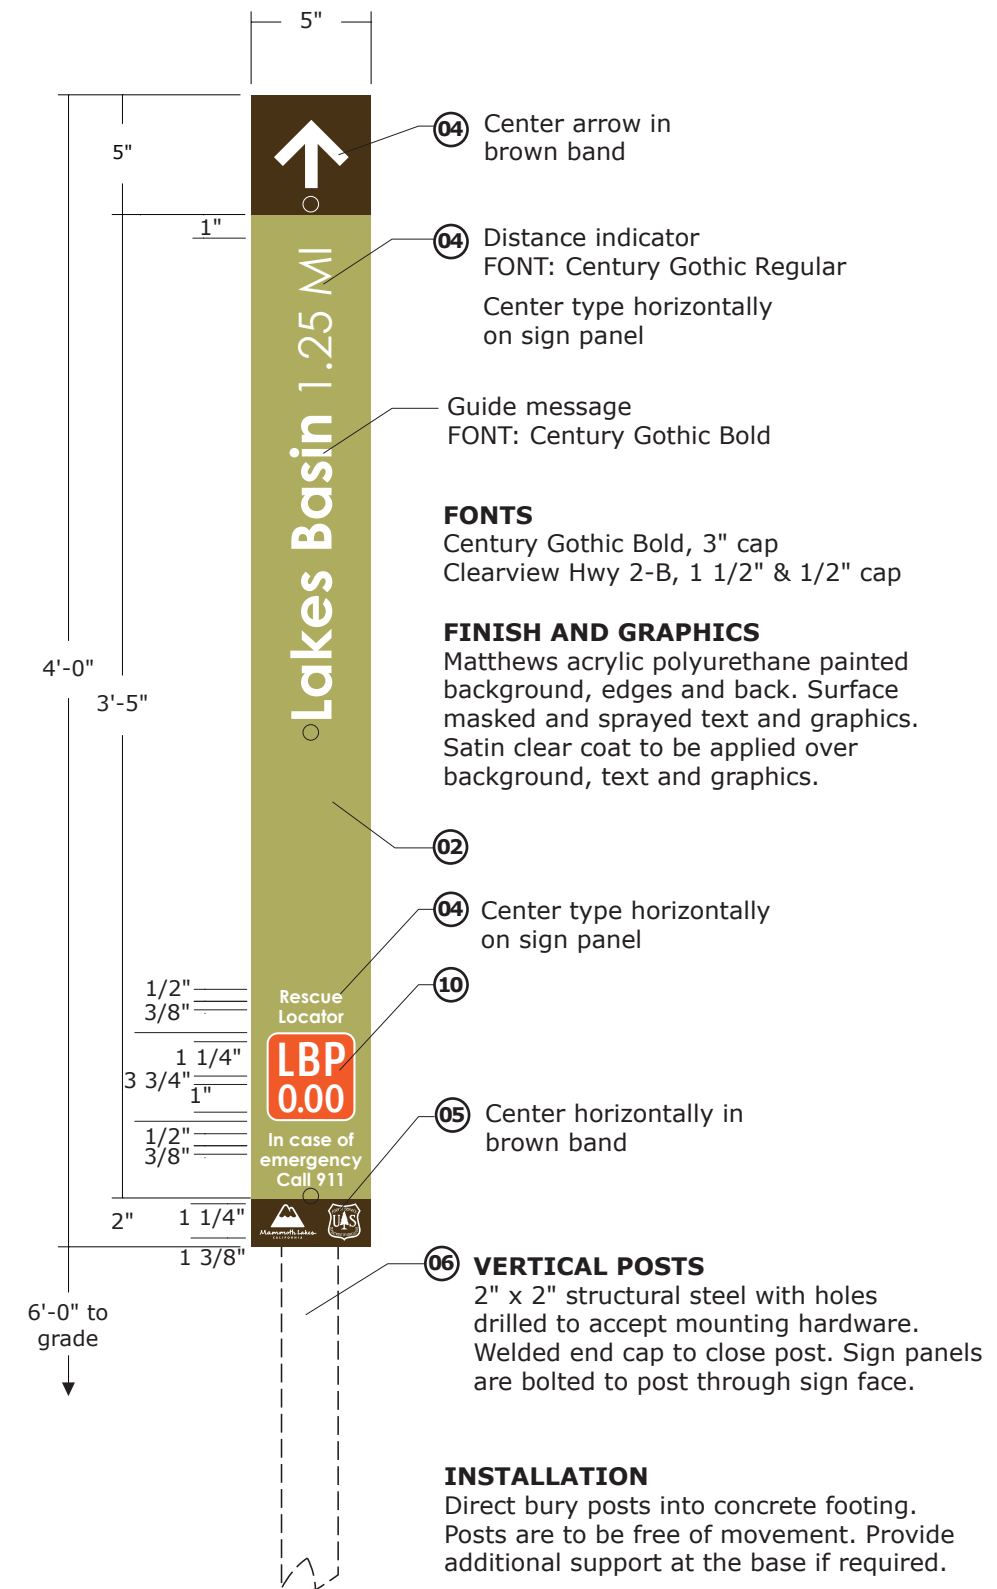 5"
5"
04 Center arrow in
brown band
1"
04 Distance indicator
FONT: Century Gothic Regular
Center type horizontally
on sign panel
Lakes Basin 1.25 MI
Guide message
FONT: Century Gothic Bold
FONTS
Century Gothic Bold, 3" cap
Clearview Hwy 2-B, 1 1/2" & 1/2" cap
FINISH AND GRAPHICS
Matthews acrylic polyurethane painted
background, edges and back. Surface
masked and sprayed text and graphics.
Satin clear coat to be applied over
background, text and graphics.
4'-0"
3'-5"
02
04 Center type horizontally
on sign panel
10
1/2"
3/8"
Rescue
Locator
1 1/4"
3 3/4"
1"
LBP
0.00
1/2"
3/8"
In case of
emergency
Call 911
05 Center horizontally in
brown band
2"
1 1/4"
1 3/8"
Mammoth Lakes
CALIFORNIA
US
6'-0" to
grade
06 VERTICAL POSTS
2" x 2" structural steel with holes
drilled to accept mounting hardware.
Welded end cap to close post. Sign panels
are bolted to post through sign face.
INSTALLATION
Direct bury posts into concrete footing.
Posts are to be free of movement. Provide
additional support at the base if required.